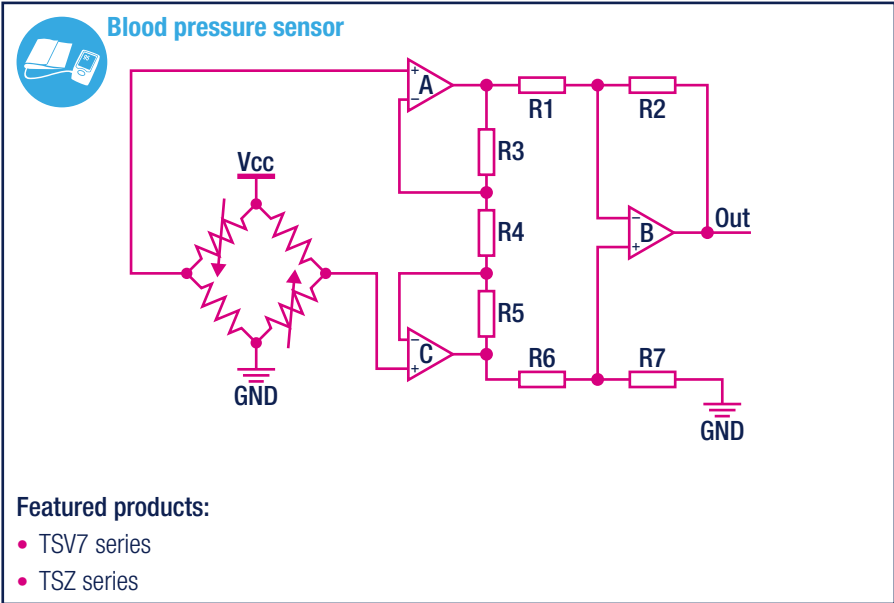 Blood pressure sensor
+
A
−
R1
R2
R3
Vcc
R4
−
B
+
Out
R5
−
C
+
R6
R7
GND
GND
Featured products:
• TSV7 series
• TSZ series